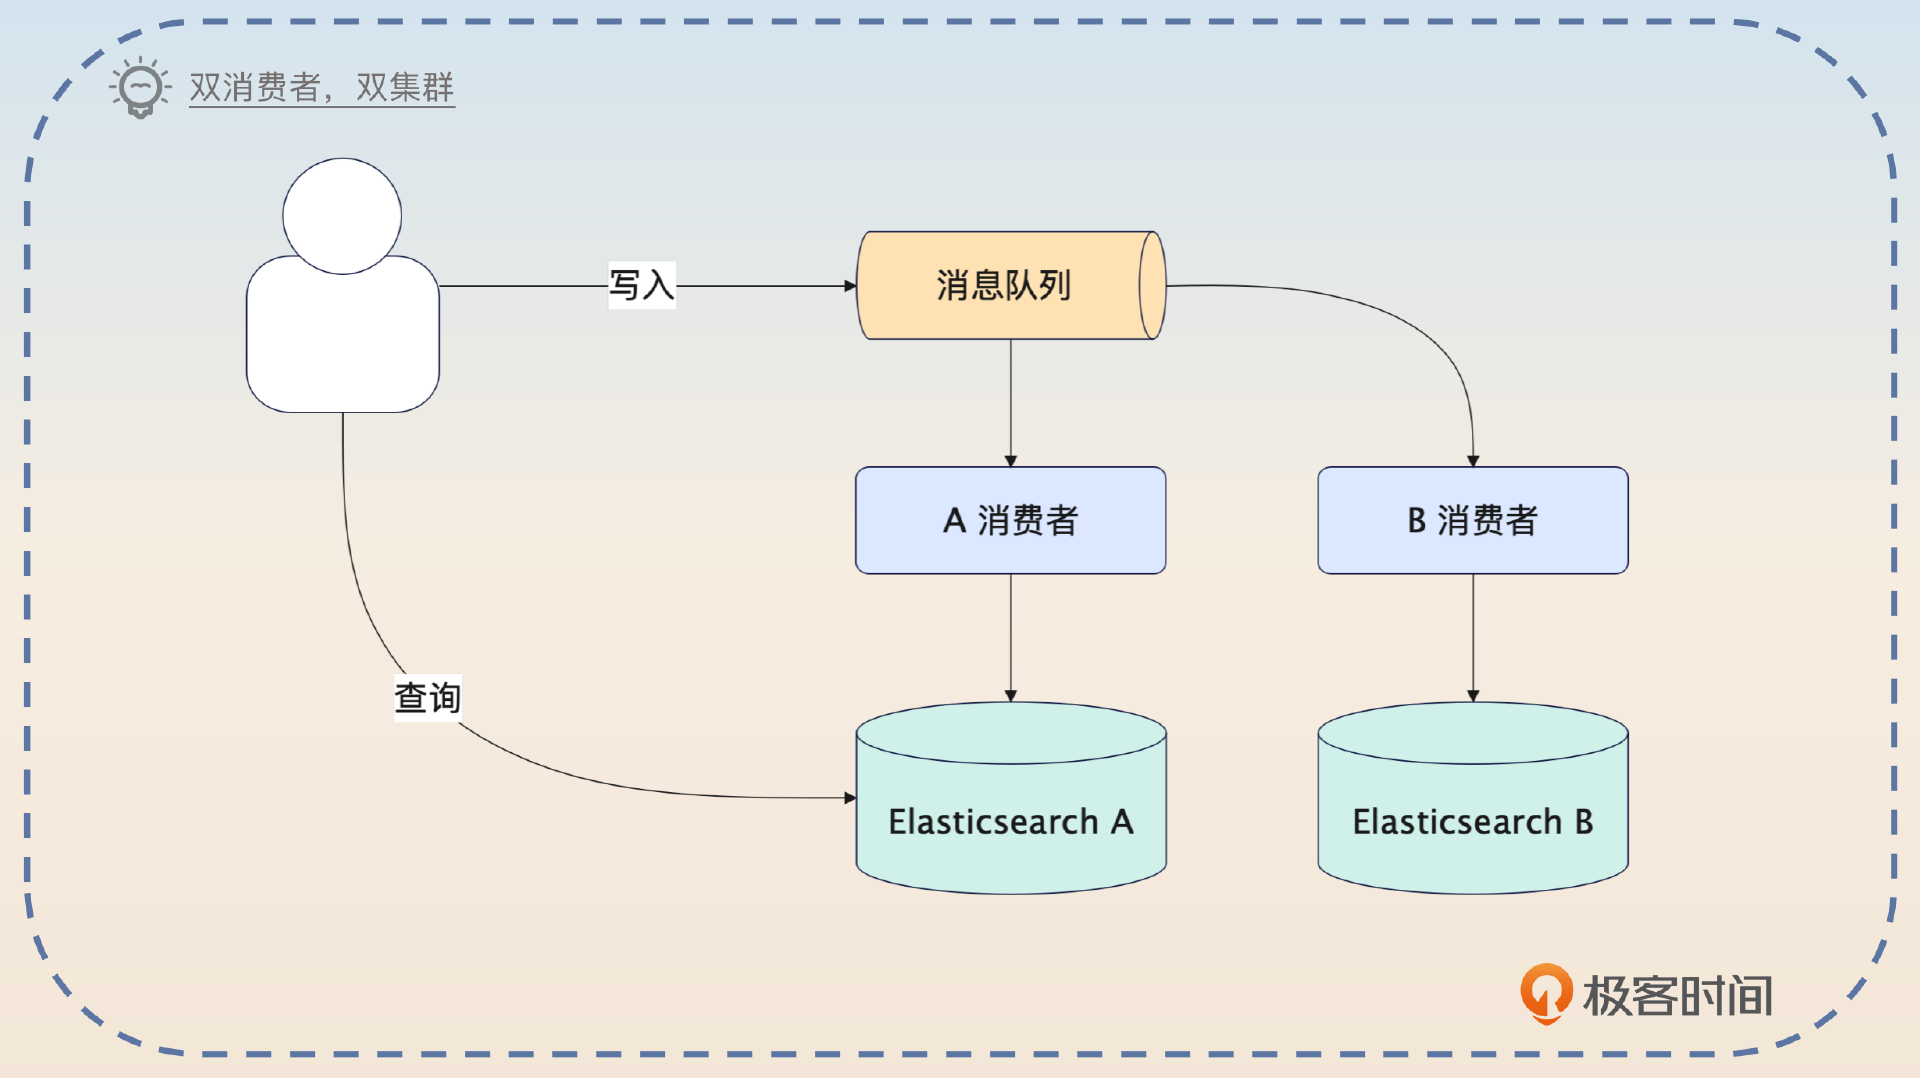 双消费者，双集群
写入
消息队列
A 消费者
B 消费者
查询
Elasticsearch A
Elasticsearch B
极客时间